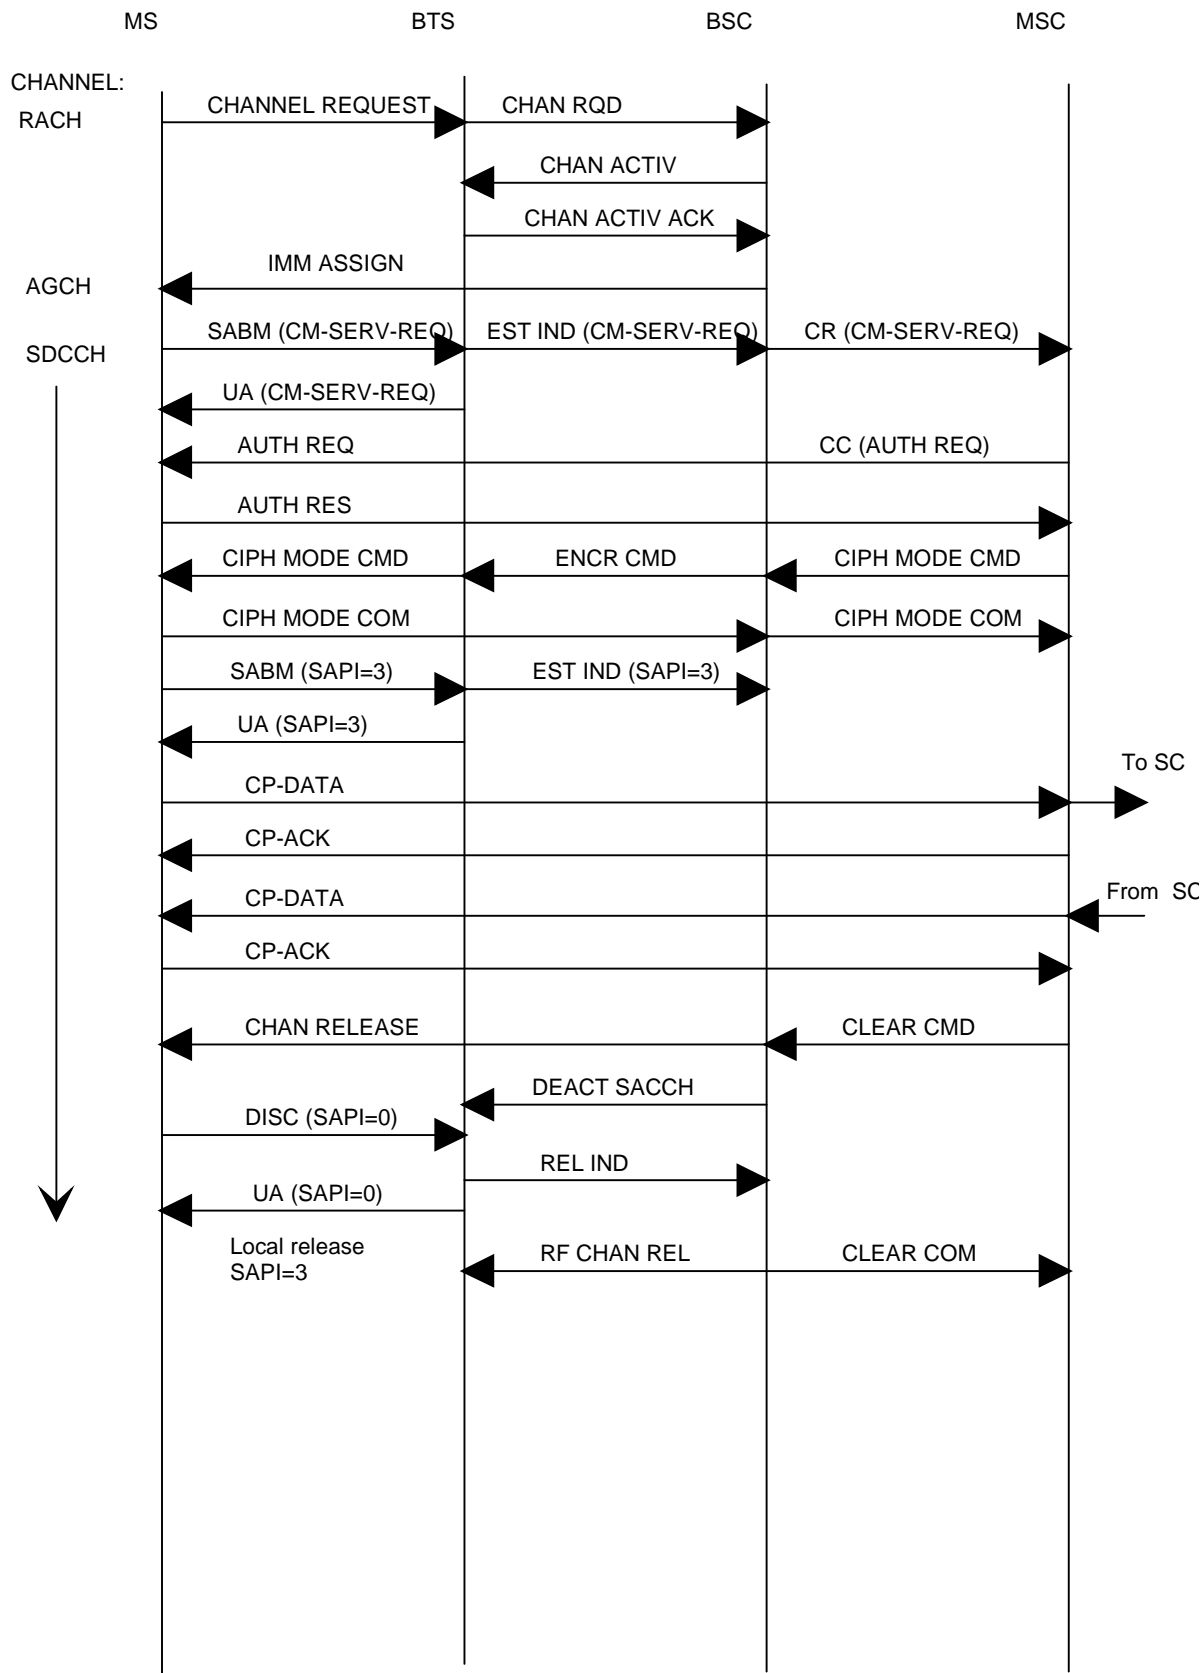 MS BTS BSC MSC
CHANNEL:
RACH CHANNEL REQUEST CHAN RQD
CHAN ACTIV
CHAN ACTIV ACK
IMM ASSIGN
AGCH
SDCCH SABM (CM-SERV-REQ) EST IND (CM-SERV-REQ) CR (CM-SERV-REQ)
UA (CM-SERV-REQ)
AUTH REQ CC (AUTH REQ)
AUTH RES
CIPH MODE CMD ENCR CMD CIPH MODE CMD
CIPH MODE COM CIPH MODE COM
SABM (SAPI=3) EST IND (SAPI=3)
UA (SAPI=3)
To SC
CP-DATA
CP-ACK
CP-DATA From SC
CP-ACK
CHAN RELEASE CLEAR CMD
DEACT SACCH
DISC (SAPI=0)
REL IND
UA (SAPI=0)
Local release
SAPI=3
RF CHAN REL CLEAR COM